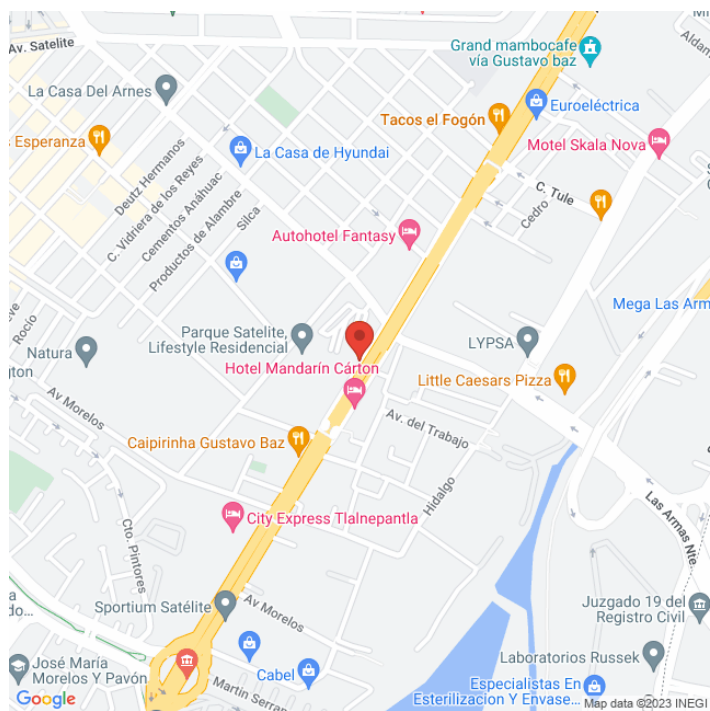 Av. Satelite
Grand mambocafe
vía Gustavo baz
Aldan
La Casa Del Arnes
Euroeléctrica
Tacos el Fogón
Esperanza
Motel Skala Nova
La Casa de Hyundai
Deutz Hermanos
C. Vidriera de los Reyes
Cementos Anáhuac
Productos de Alambre
Silca
C. Tule
Cedro
Autohotel Fantasy
Mega Las Arm
Rocío
Parque Satelite,
Lifestyle Residencial
LYPSA
Natura
ngton
Hotel Mandarín Cárton
Little Caesars Pizza
Av Morelos
Av. del Trabajo
Caipirinha Gustavo Baz
Hidalgo
Las Armas Nte
City Express Tlalnepantla
Cto. Pintores
Sportium Satélite
Av Morelos
Juzgado 19 del
Registro Civil
José María
Morelos Y Pavón
Cabel
Martín Serran
Laboratorios Russek
Especialistas En
Esterilizacion Y Envase...
Google
Map data ©2023 INEGI